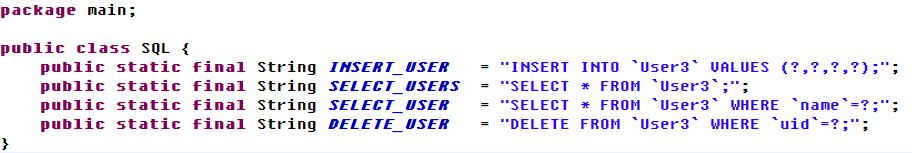 package main;
public class SQL {
    public static final String INSERT_USER   = "INSERT INTO `User3` VALUES (?,?,?,?);";
    public static final String SELECT_USERS  = "SELECT * FROM `User3`;";
    public static final String SELECT_USER   = "SELECT * FROM `User3` WHERE `name`=?;";
    public static final String DELETE_USER   = "DELETE FROM `User3` WHERE `uid`=?;";
}